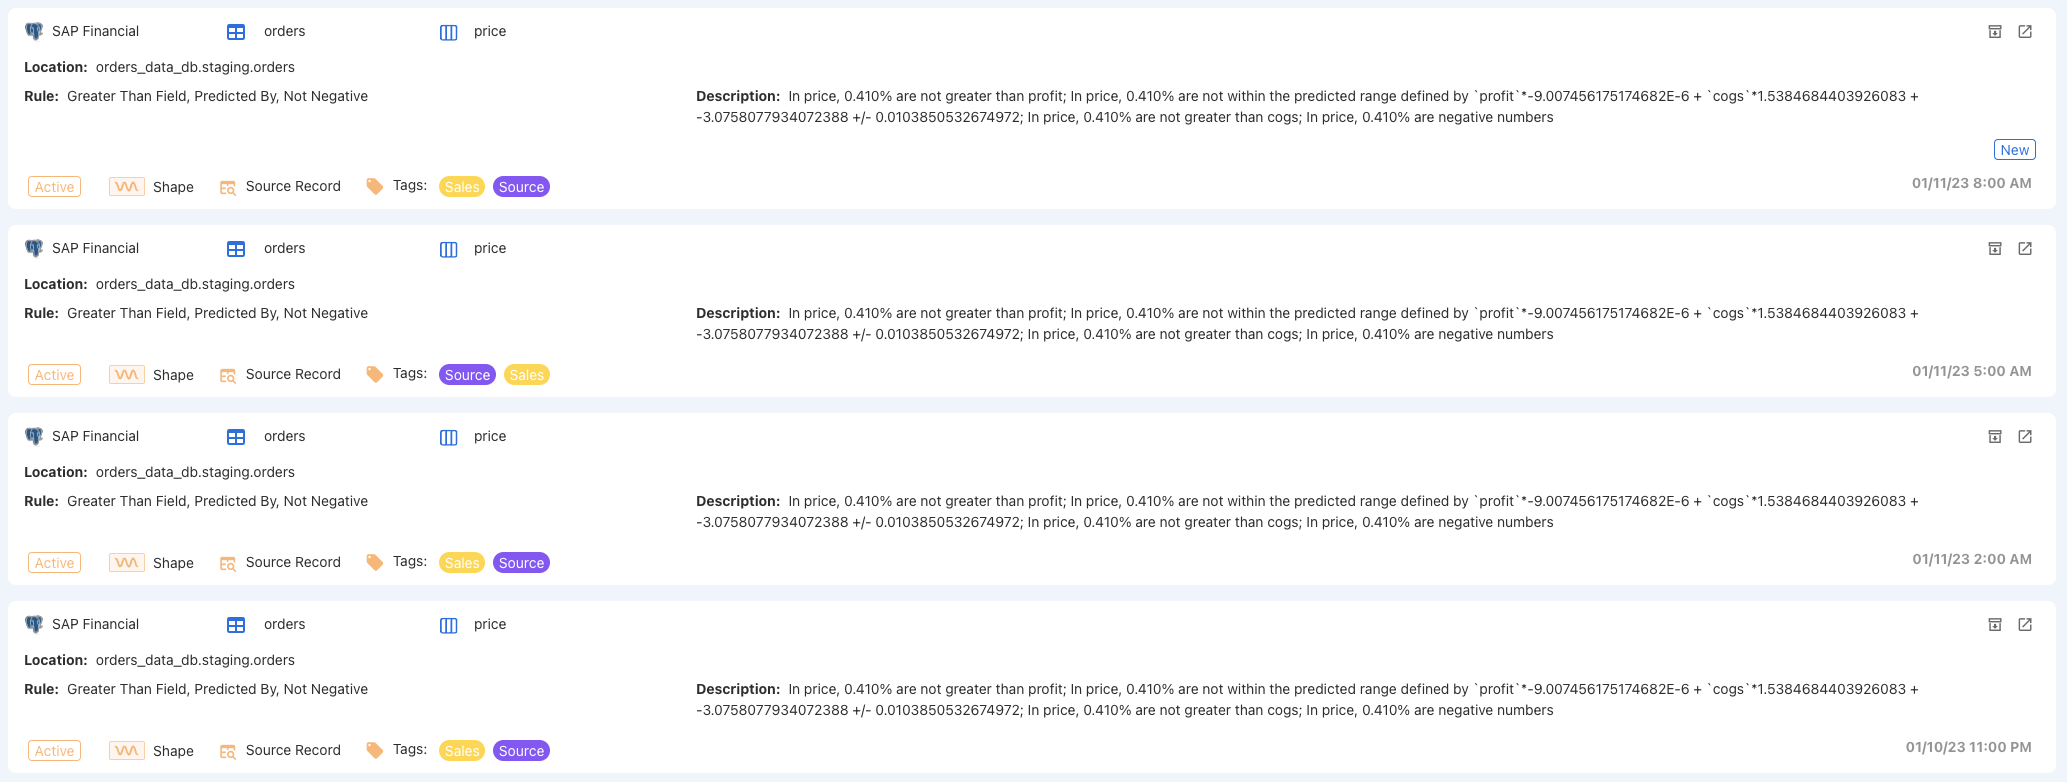 SAP Financial orders price
Location: orders_data_db.staging.orders
Rule: Greater Than Field, Predicted By, Not Negative
Description: In price, 0.410% are not greater than profit; In price, 0.410% are not within the predicted range defined by `profit`*-9.007456175174682E-6 + `cogs`*1.5384684403926083 +
-3.0758077934072388 +/- 0.0103850532674972; In price, 0.410% are not greater than cogs; In price, 0.410% are negative numbers
New
Active Shape Source Record Tags: Sales Source 01/11/23 8:00 AM
SAP Financial orders price
Location: orders_data_db.staging.orders
Rule: Greater Than Field, Predicted By, Not Negative
Description: In price, 0.410% are not greater than profit; In price, 0.410% are not within the predicted range defined by `profit`*-9.007456175174682E-6 + `cogs`*1.5384684403926083 +
-3.0758077934072388 +/- 0.0103850532674972; In price, 0.410% are not greater than cogs; In price, 0.410% are negative numbers
Active Shape Source Record Tags: Source Sales 01/11/23 5:00 AM
SAP Financial orders price
Location: orders_data_db.staging.orders
Rule: Greater Than Field, Predicted By, Not Negative
Description: In price, 0.410% are not greater than profit; In price, 0.410% are not within the predicted range defined by `profit`*-9.007456175174682E-6 + `cogs`*1.5384684403926083 +
-3.0758077934072388 +/- 0.0103850532674972; In price, 0.410% are not greater than cogs; In price, 0.410% are negative numbers
Active Shape Source Record Tags: Sales Source 01/11/23 2:00 AM
SAP Financial orders price
Location: orders_data_db.staging.orders
Rule: Greater Than Field, Predicted By, Not Negative
Description: In price, 0.410% are not greater than profit; In price, 0.410% are not within the predicted range defined by `profit`*-9.007456175174682E-6 + `cogs`*1.5384684403926083 +
-3.0758077934072388 +/- 0.0103850532674972; In price, 0.410% are not greater than cogs; In price, 0.410% are negative numbers
Active Shape Source Record Tags: Sales Source 01/10/23 11:00 PM